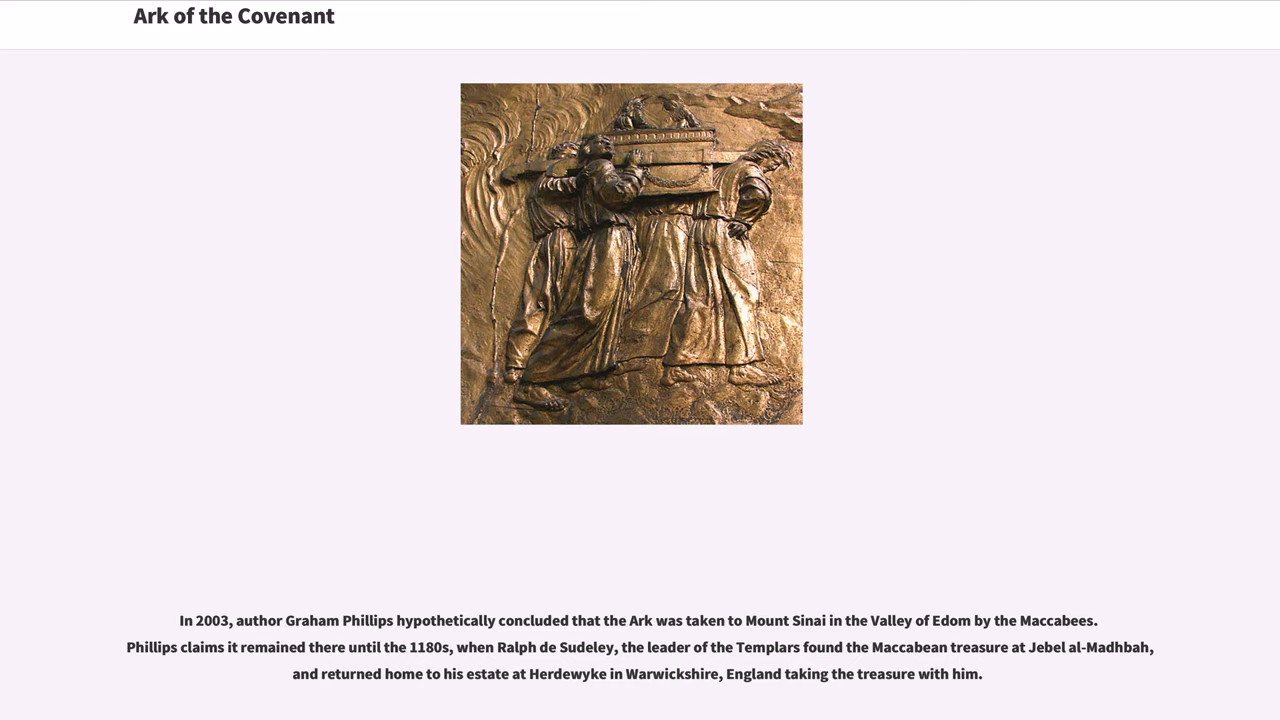 Ark of the Covenant
In 2003, author Graham Phillips hypothetically concluded that the Ark was taken to Mount Sinai in the Valley of Edom by the Maccabees.
Phillips claims it remained there until the 1180s, when Ralph de Sudeley, the leader of the Templars found the Maccabean treasure at Jebel al-Madhbah,
and returned home to his estate at Herdewyke in Warwickshire, England taking the treasure with him.